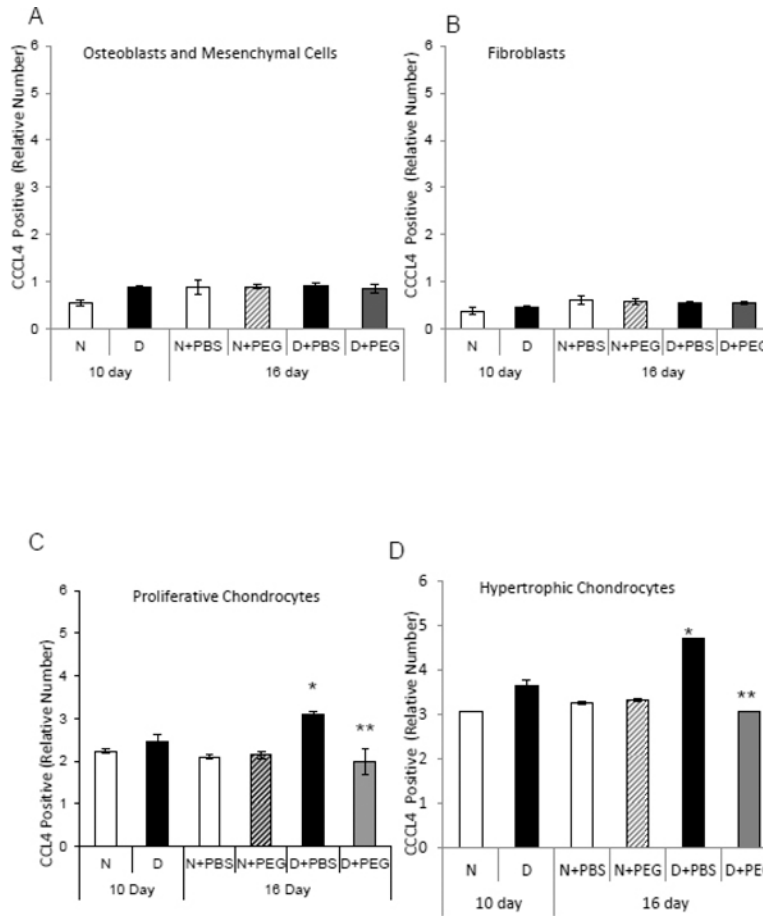 A
Osteoblasts and Mesenchymal Cells
CCCL4 Positive (Relative Number)
6
5
4
3
2
1
0
N D N+PBS N+PEG D+PBS D+PEG
10 day 16 day
B
Fibroblasts
CCCL4 Positive (Relative Number)
6
5
4
3
2
1
0
N D N+PBS N+PEG D+PBS D+PEG
10 day 16 day
C
Proliferative Chondrocytes
CCL4 Positive (Relative Number)
6
5
4
3
2
1
0
* **
N D N+PBS N+PEG D+PBS D+PEG
10 Day 16 Day
D
Hypertrophic Chondrocytes
CCCL4 Positive (Relative Number)
6
5
4
3
2
1
0
* **
N D N+PBS N+PEG D+PBS D+PEG
10 day 16 day